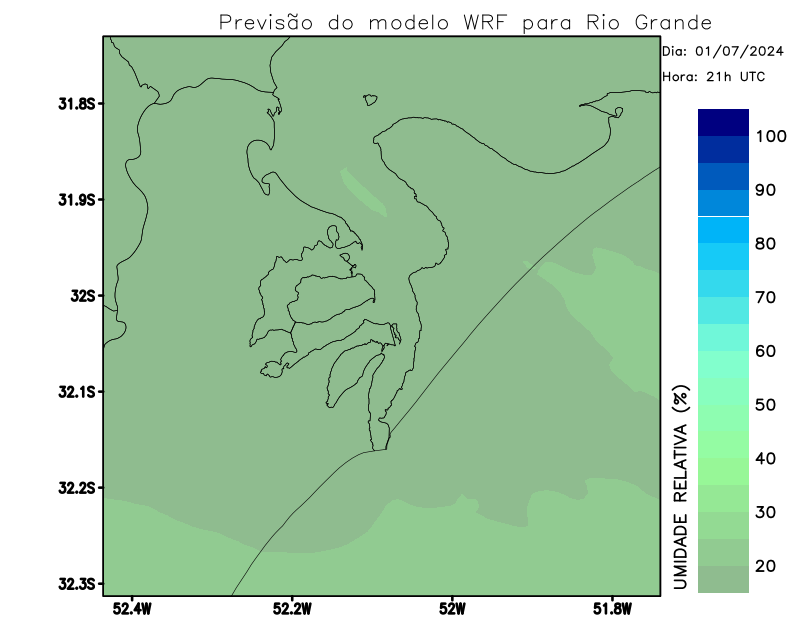 Previsão do modelo WRF para Rio Grande
Dia: 01/07/2024
Hora: 21h UTC
31.8S
31.9S
32S
32.1S
32.2S
32.3S
52.4W
52.2W
52W
51.8W
UMIDADE RELATIVA (%)
100
90
80
70
60
50
40
30
20